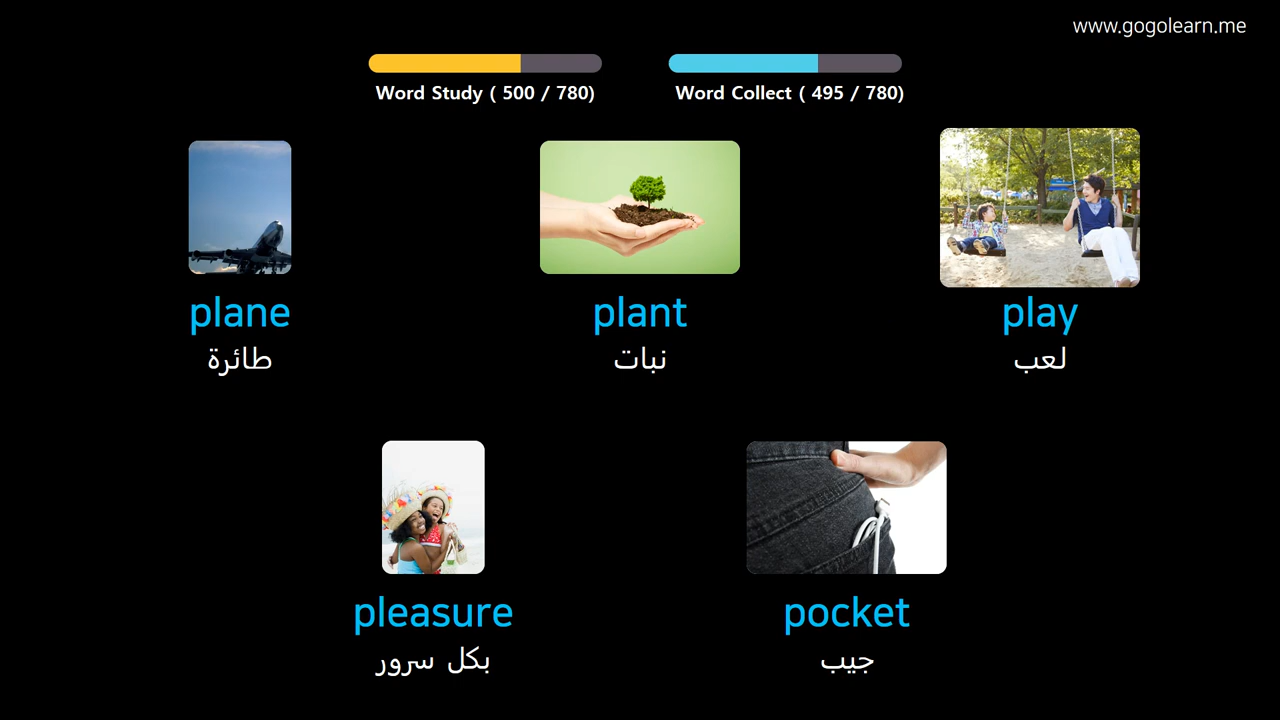 www.gogolearn.me
Word Study ( 500 / 780)
Word Collect ( 495 / 780)
plane
طائرة
plant
نبات
play
لعب
pleasure
بكل سرور
pocket
جيب